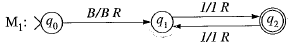 M₁: q₀ B/B R q₁ 1/1 R q₂
1/1 R